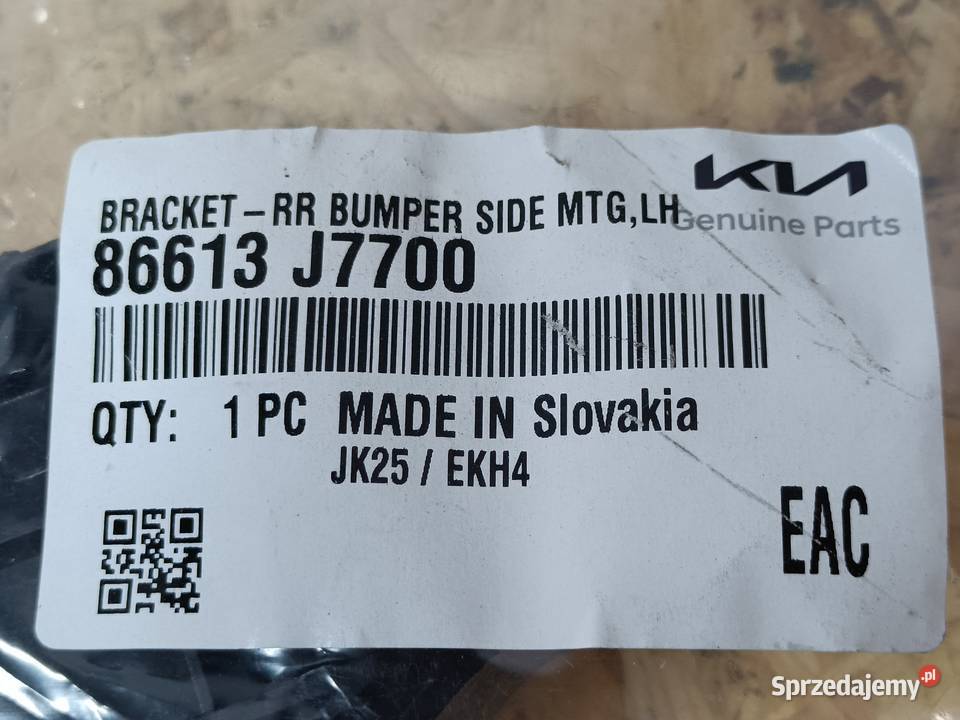 KIA
Genuine Parts
BRACKET-RR BUMPER SIDE MTG,LH
86613 J7700
QTY: 1 PC MADE IN Slovakia
JK25 / EKH4
EAC
Sprzedajemy.pl